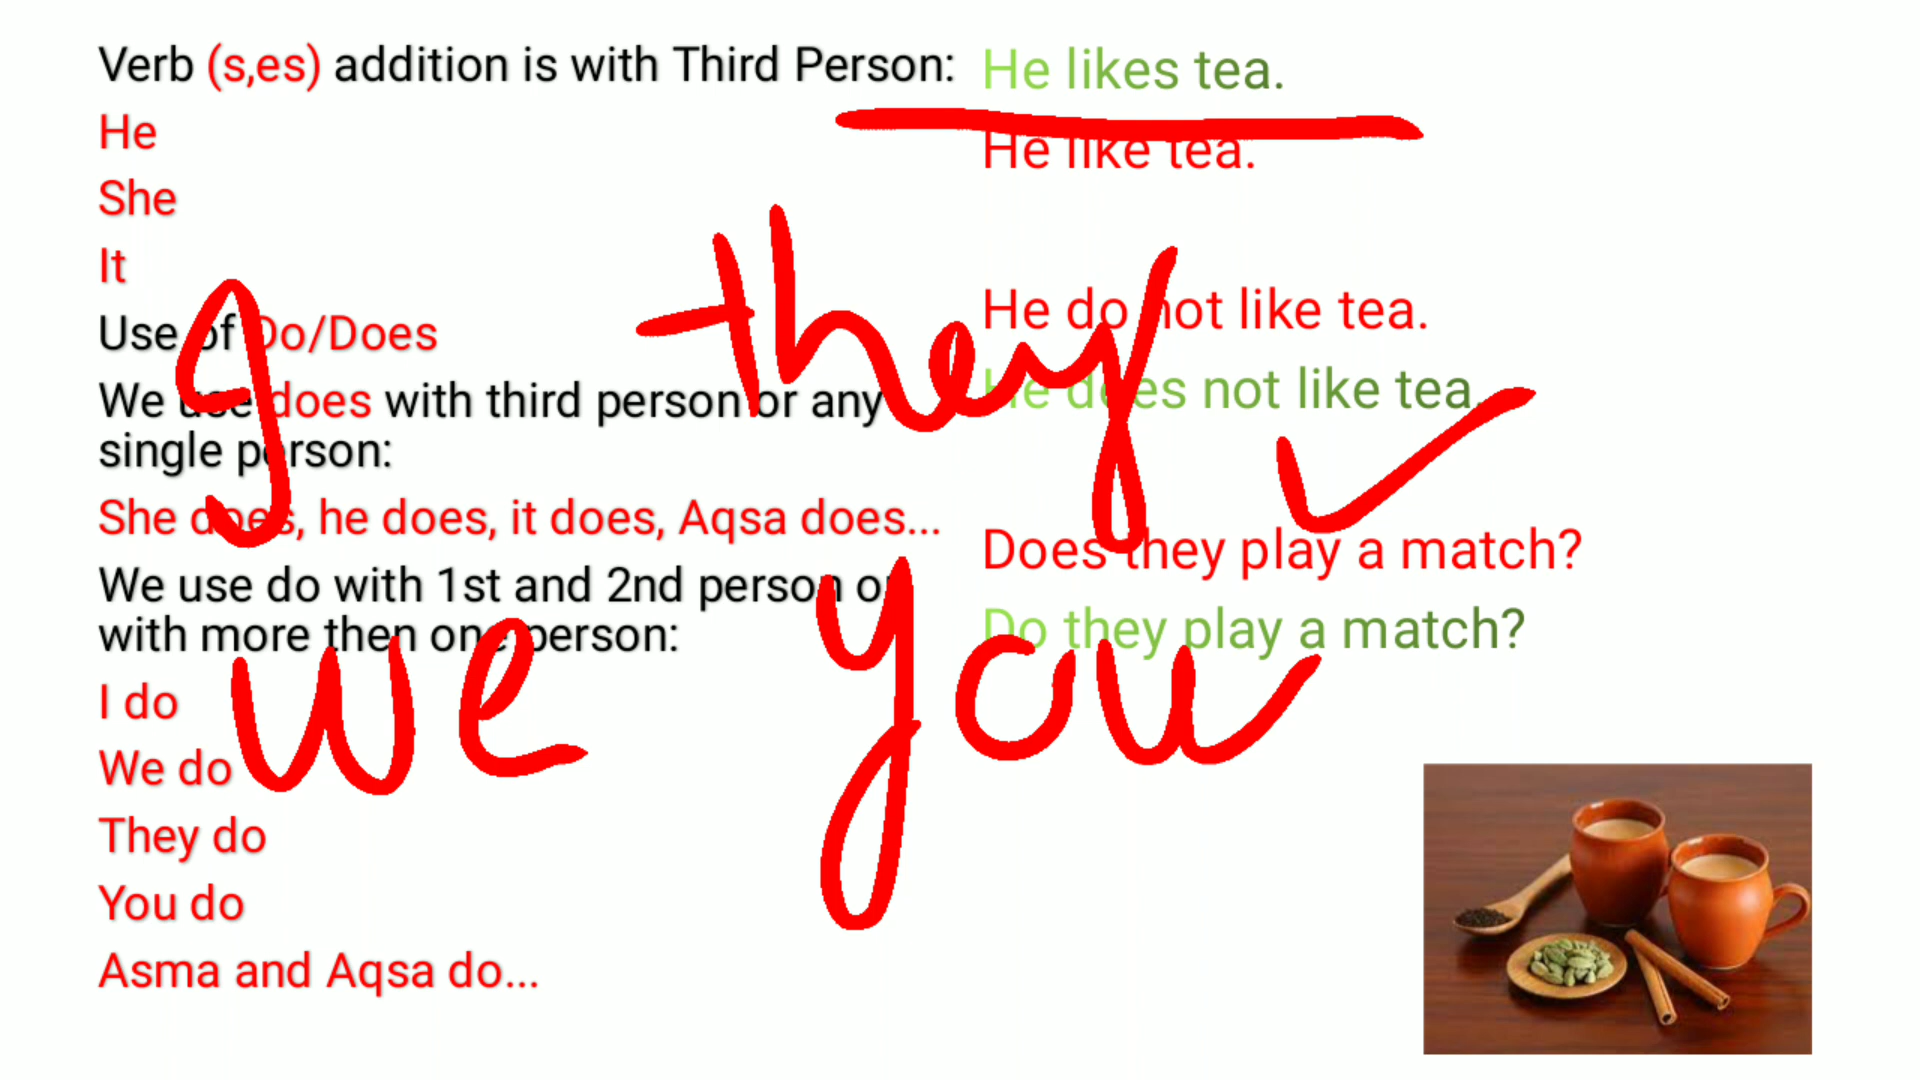 Verb (s,es) addition is with Third Person:
He
She
It
Use of Do/Does
We use does with third person or any
single person:
She does, he does, it does, Aqsa does...
We use do with 1st and 2nd person or
with more then one person:
I do
We do
They do
You do
Asma and Aqsa do...
He likes tea.
He like tea.
He do not like tea.
He does not like tea.
Does they play a match?
Do they play a match?
I
they
we
you